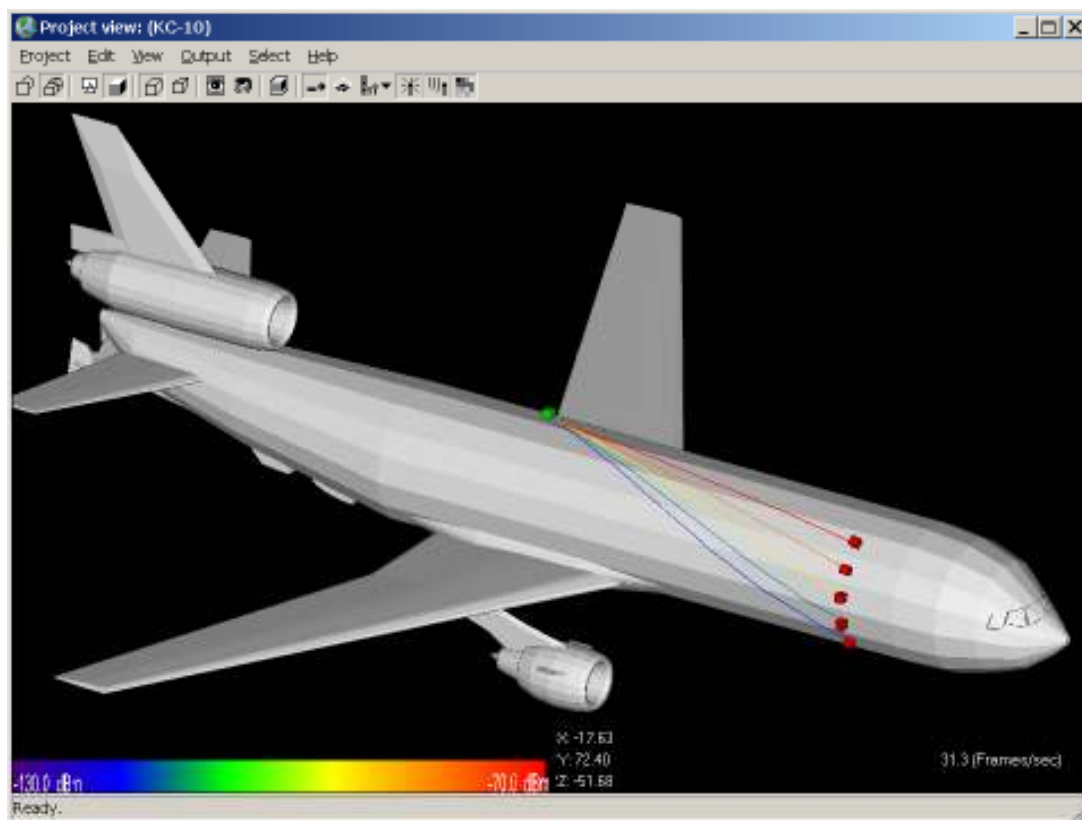 Project view: (KC-10)
Project Edit View Output Select Help
X: -17.63
Y: 72.40
Z: -51.68
31.3 (Frames/sec)
-130.0 dBm
-70.0 dBm
Ready.